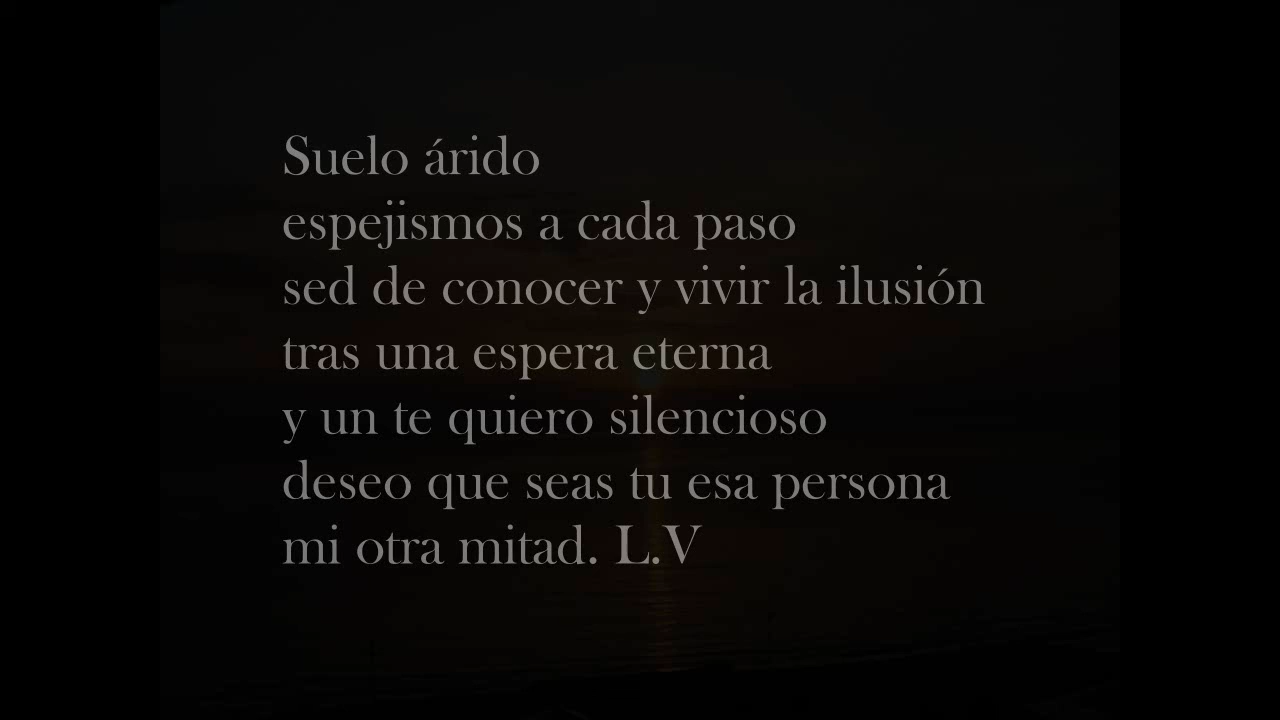 Suelo árido
espejismos a cada paso
sed de conocer y vivir la ilusión
tras una espera eterna
y un te quiero silencioso
deseo que seas tu esa persona
mi otra mitad. L.V